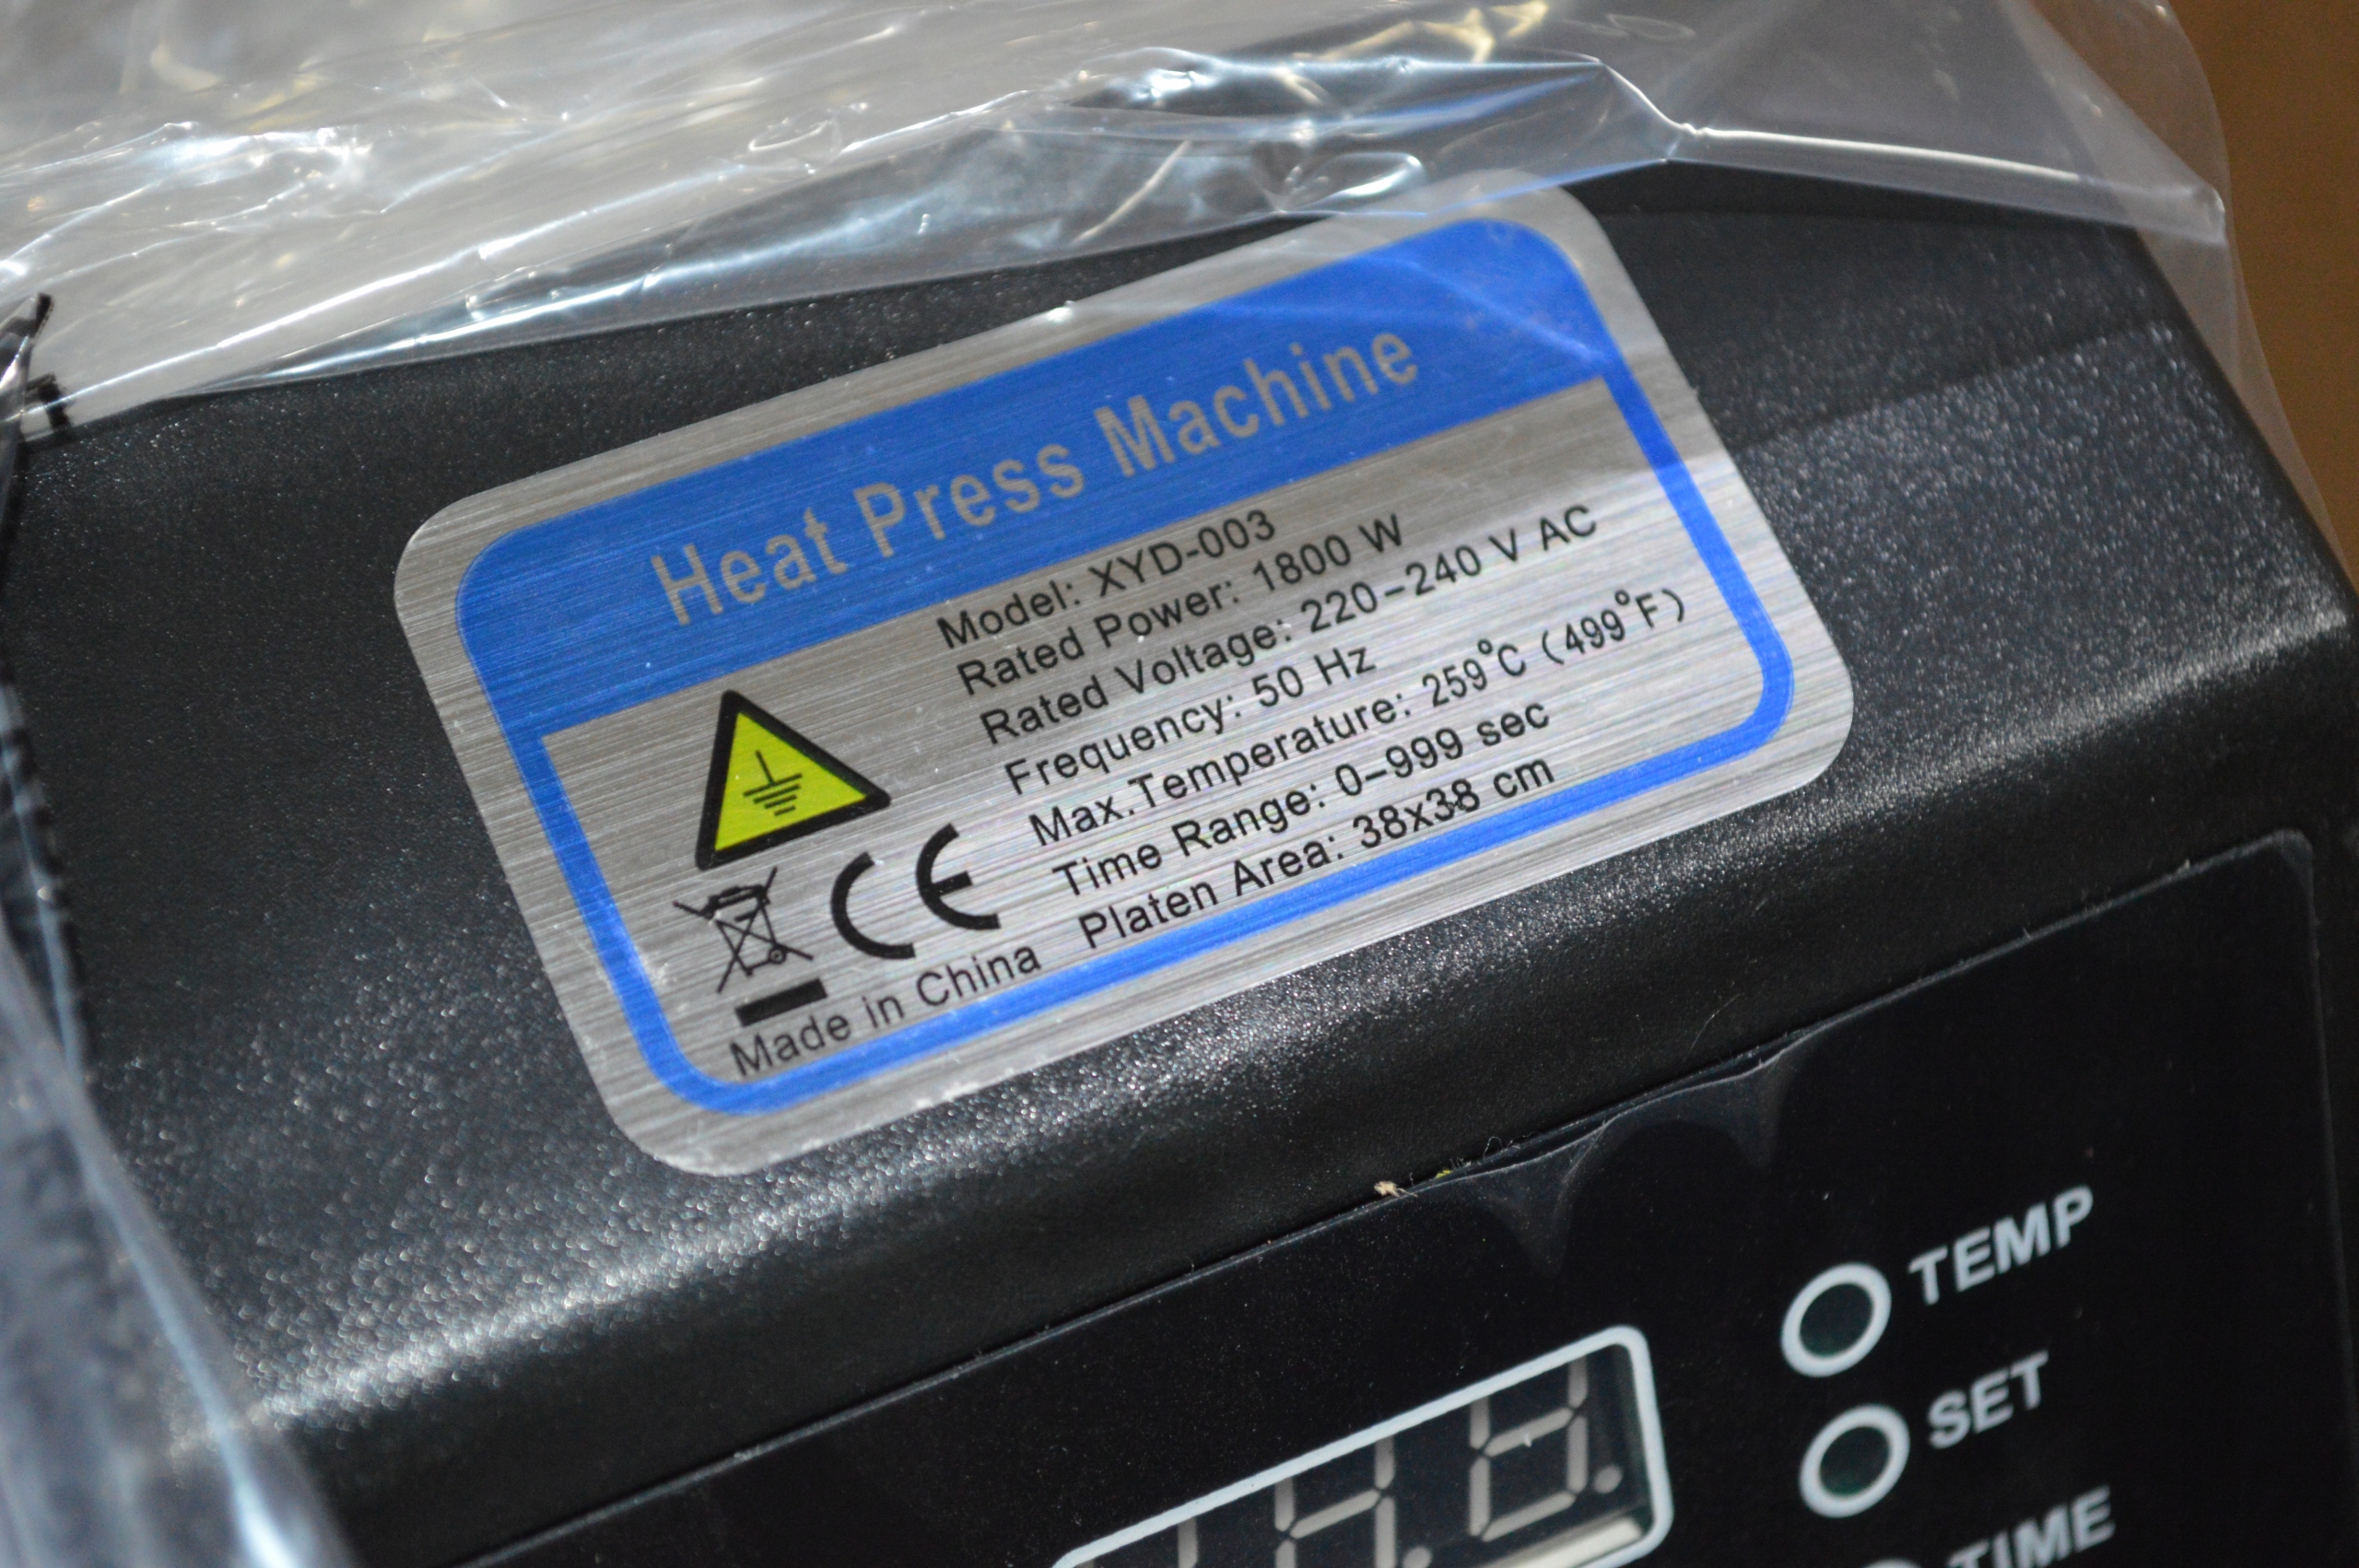 Heat Press Machine
Model: XYD-003
Rated Power: 1800 W
Rated Voltage: 220-240 V AC
Frequency: 50 Hz
Max.Temperature: 259°C (499°F)
Time Range: 0-999 sec
Platen Area: 38x38 cm
CE
Made in China
TEMP
SET
TIME